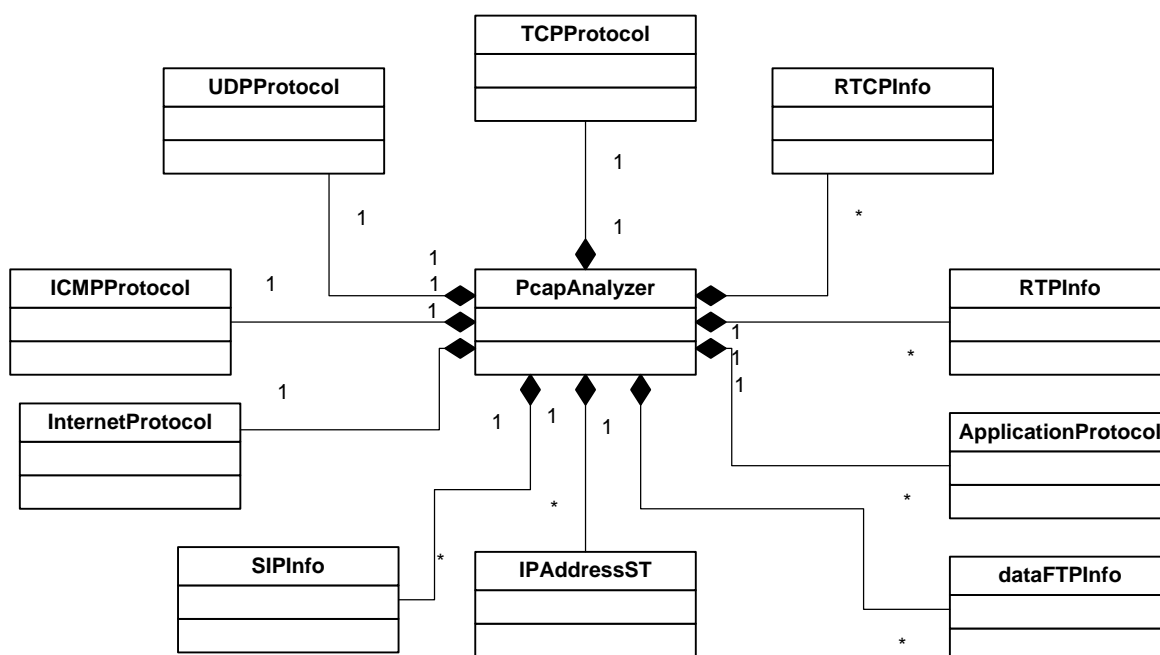 TCPProtocol
UDPProtocol
RTCPInfo
1
1
*
1
1
ICMPProtocol
1
1
PcapAnalyzer
RTPInfo
1
1
*
1
1
1
InternetProtocol
1
1
1
ApplicationProtocol
*
*
SIPInfo
*
IPAddressST
dataFTPInfo
*